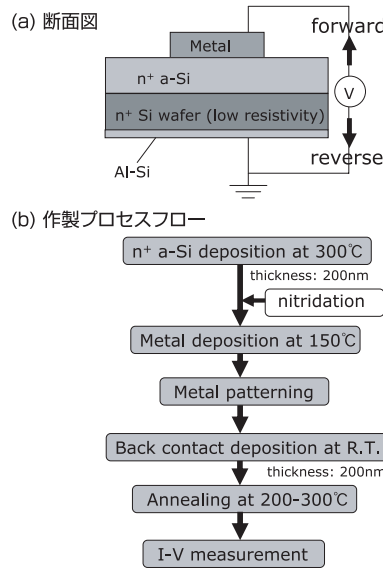 (a) 断面図
forward
Metal
n⁺ a-Si
V
n⁺ Si wafer (low resistivity)
reverse
Al-Si
(b) 作製プロセスフロー
n⁺ a-Si deposition at 300℃
thickness: 200nm
nitridation
Metal deposition at 150℃
Metal patterning
Back contact deposition at R.T.
thickness: 200nm
Annealing at 200-300℃
I-V measurement